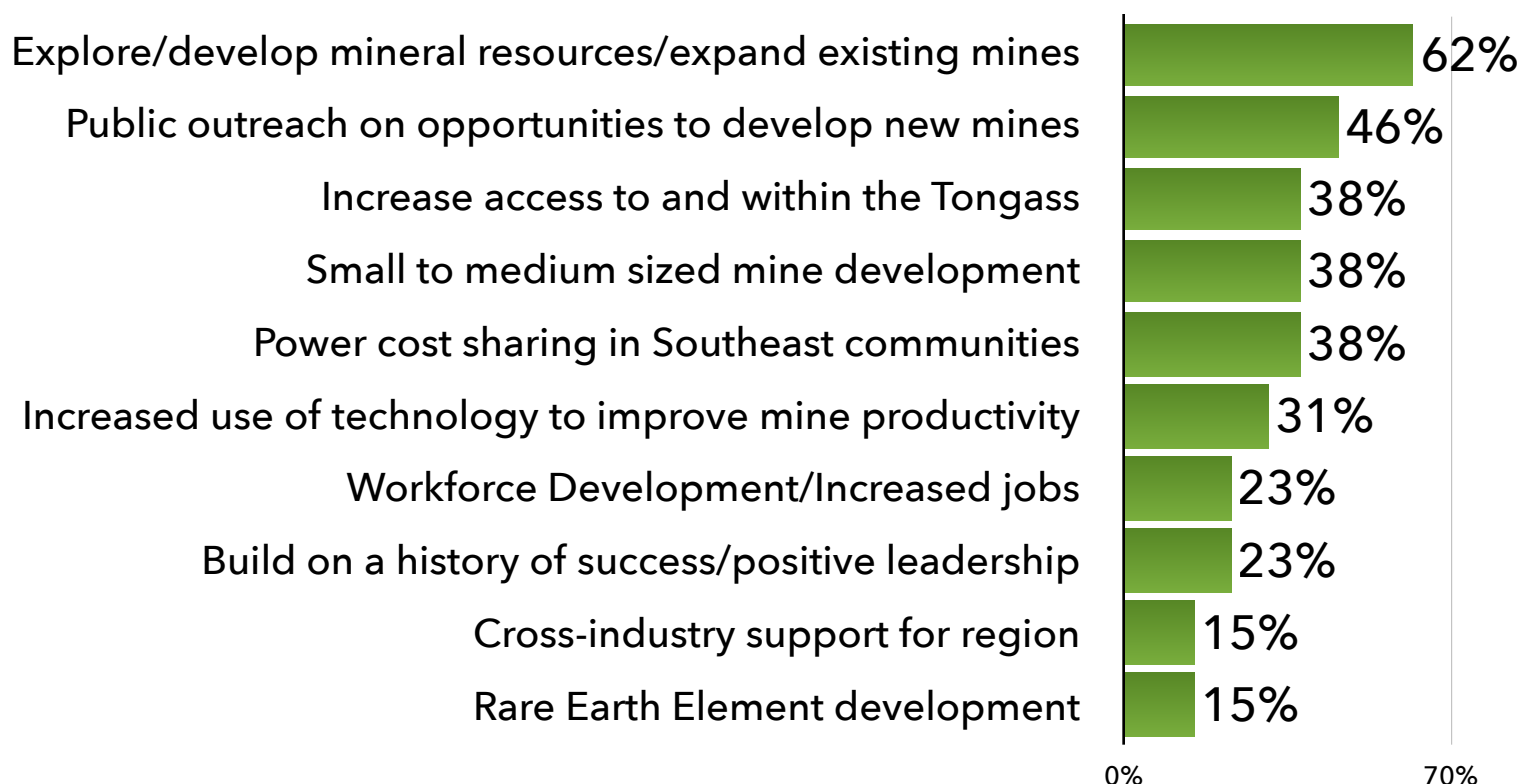 Explore/develop mineral resources/expand existing mines 62%
Public outreach on opportunities to develop new mines 46%
Increase access to and within the Tongass 38%
Small to medium sized mine development 38%
Power cost sharing in Southeast communities 38%
Increased use of technology to improve mine productivity 31%
Workforce Development/Increased jobs 23%
Build on a history of success/positive leadership 23%
Cross-industry support for region 15%
Rare Earth Element development 15%
0% 70%